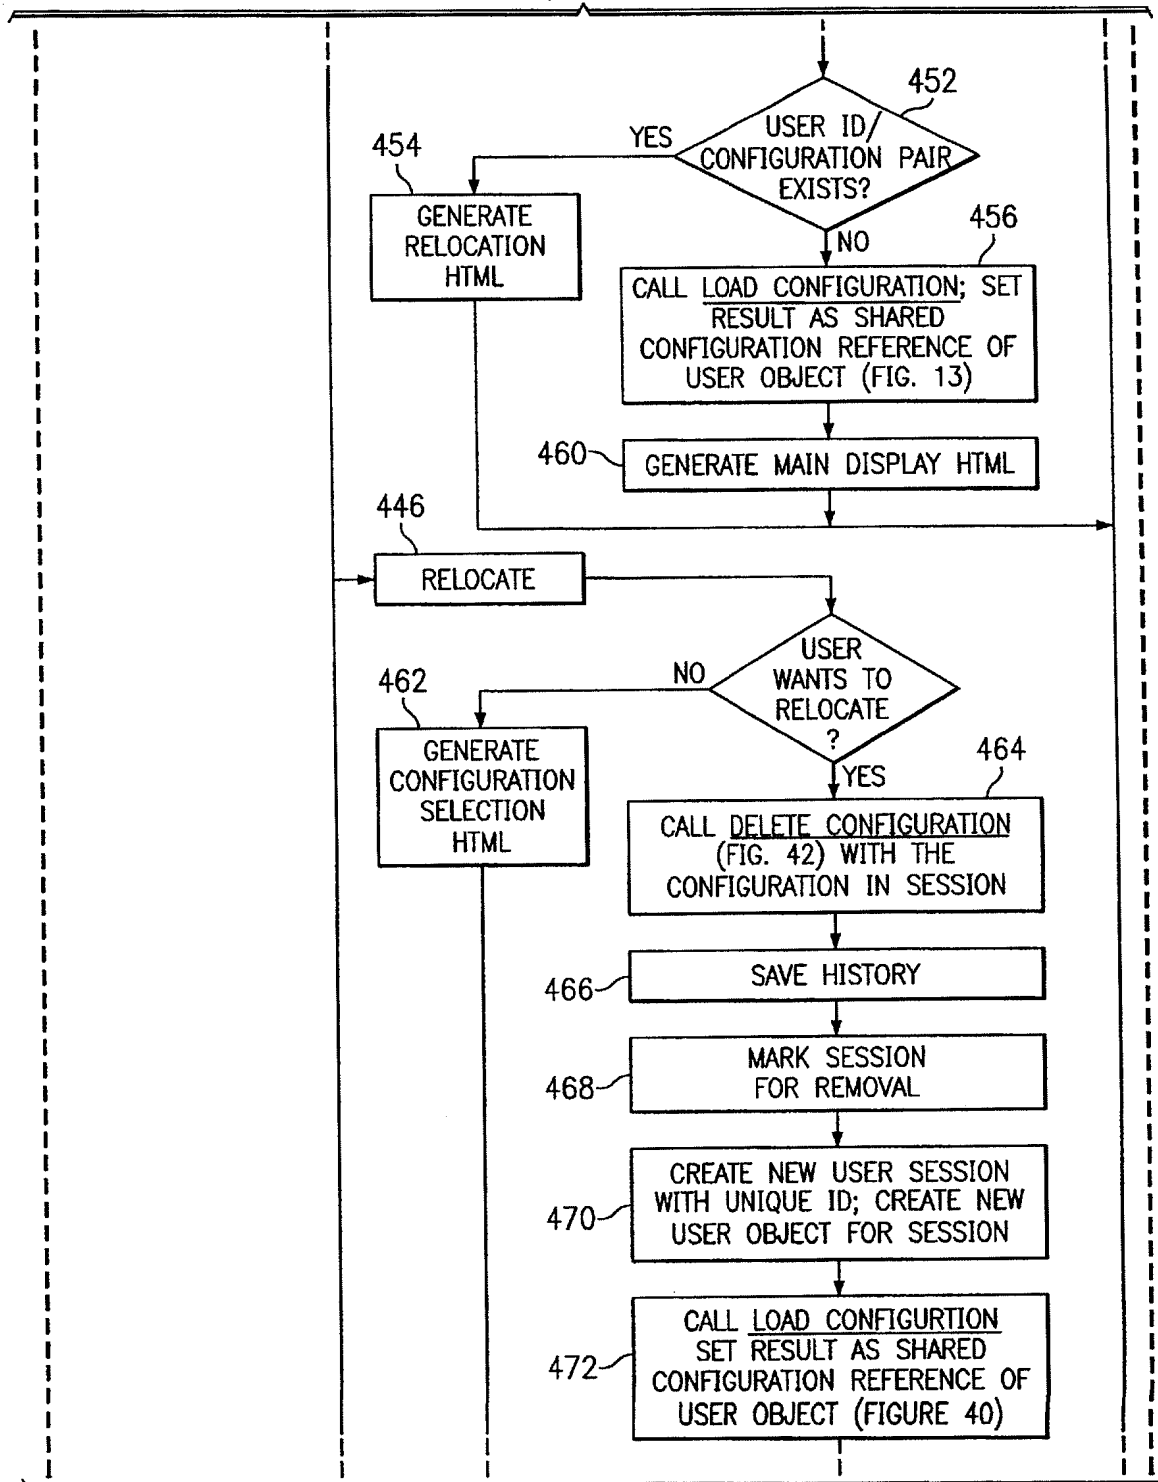 452
USER ID/
CONFIGURATION PAIR
EXISTS?
YES
454
GENERATE
RELOCATION
HTML
NO
456
CALL LOAD CONFIGURATION; SET
RESULT AS SHARED
CONFIGURATION REFERENCE OF
USER OBJECT (FIG. 13)
460
GENERATE MAIN DISPLAY HTML
446
RELOCATE
USER
WANTS TO
RELOCATE
?
NO
462
GENERATE
CONFIGURATION
SELECTION
HTML
YES
464
CALL DELETE CONFIGURATION
(FIG. 42) WITH THE
CONFIGURATION IN SESSION
466
SAVE HISTORY
468
MARK SESSION
FOR REMOVAL
470
CREATE NEW USER SESSION
WITH UNIQUE ID; CREATE NEW
USER OBJECT FOR SESSION
472
CALL LOAD CONFIGURTION
SET RESULT AS SHARED
CONFIGURATION REFERENCE OF
USER OBJECT (FIGURE 40)